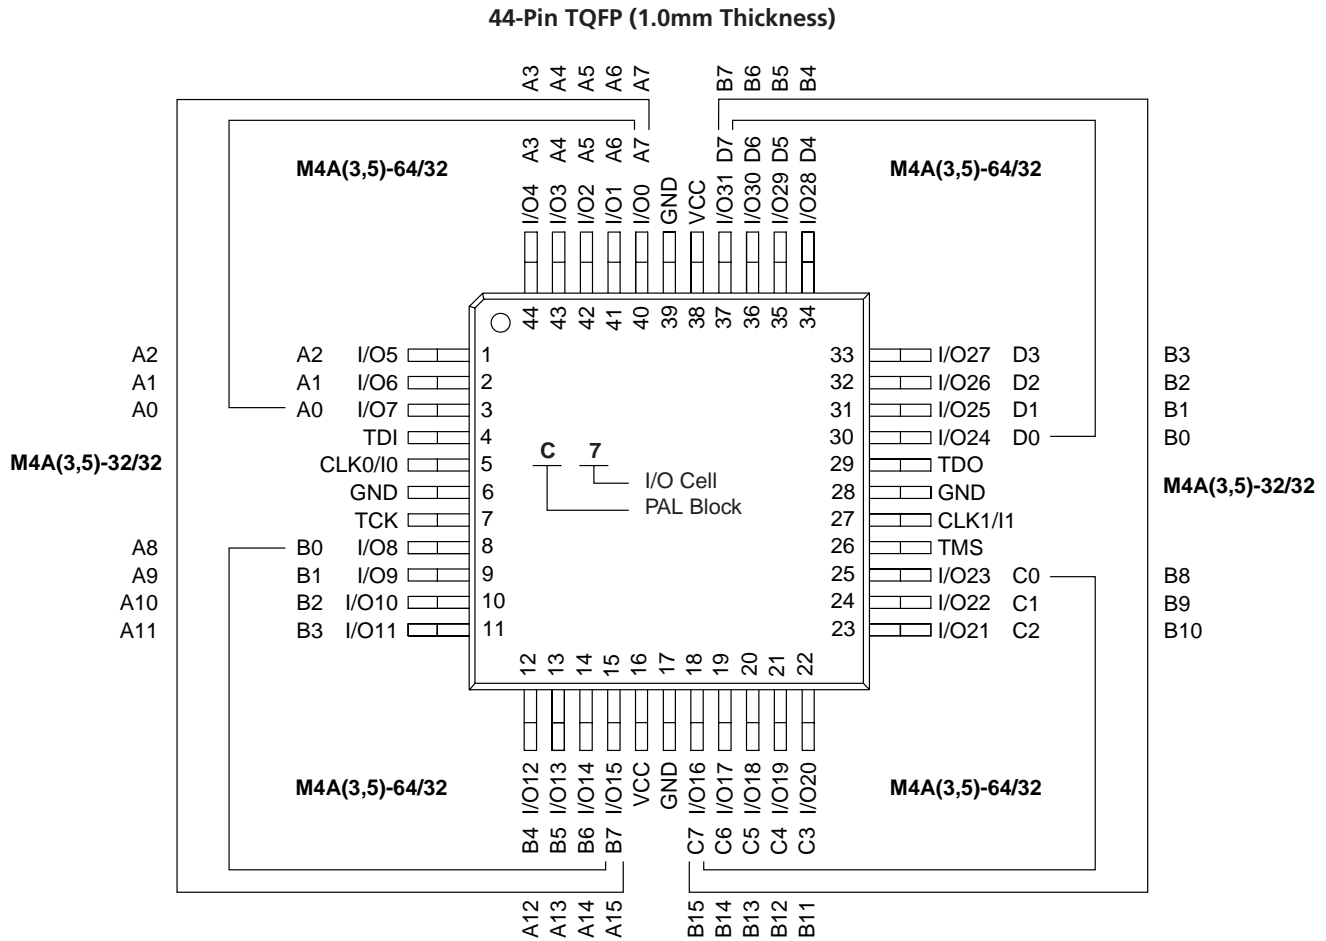 44-Pin TQFP (1.0mm Thickness)
A3 A4 A5 A6 A7 B7 B6 B5 B4
A3 A4 A5 A6 A7 D7 D6 D5 D4
M4A(3,5)-64/32 M4A(3,5)-64/32
I/O4 I/O3 I/O2 I/O1 I/O0 GND VCC I/O31 I/O30 I/O29 I/O28
44 43 42 41 40 39 38 37 36 35 34
A2 A2 I/O5 1 33 I/O27 D3 B3
A1 A1 I/O6 2 32 I/O26 D2 B2
A0 A0 I/O7 3 31 I/O25 D1 B1
TDI 4 30 I/O24 D0 B0
M4A(3,5)-32/32 CLK0/I0 5 C 7 29 TDO
GND 6 I/O Cell 28 GND M4A(3,5)-32/32
TCK 7 PAL Block 27 CLK1/I1
A8 B0 I/O8 8 26 TMS
A9 B1 I/O9 9 25 I/O23 C0 B8
A10 B2 I/O10 10 24 I/O22 C1 B9
A11 B3 I/O11 11 23 I/O21 C2 B10
12 13 14 15 16 17 18 19 20 21 22
I/O12 I/O13 I/O14 I/O15 VCC GND I/O16 I/O17 I/O18 I/O19 I/O20
M4A(3,5)-64/32 M4A(3,5)-64/32
B4 B5 B6 B7 C7 C6 C5 C4 C3
A12 A13 A14 A15 B15 B14 B13 B12 B11